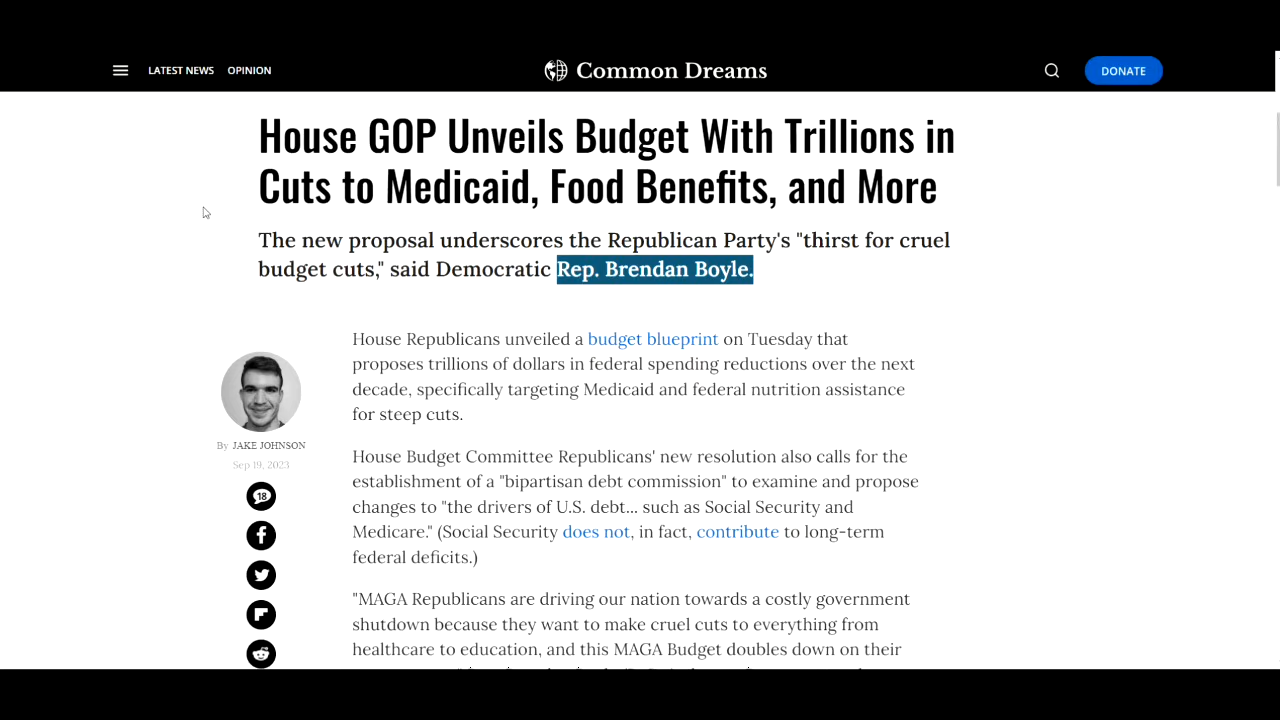 LATEST NEWS OPINION Common Dreams DONATE
House GOP Unveils Budget With Trillions in
Cuts to Medicaid, Food Benefits, and More
The new proposal underscores the Republican Party's "thirst for cruel
budget cuts," said Democratic Rep. Brendan Boyle.
By JAKE JOHNSON
Sep 19, 2023
18
House Republicans unveiled a budget blueprint on Tuesday that
proposes trillions of dollars in federal spending reductions over the next
decade, specifically targeting Medicaid and federal nutrition assistance
for steep cuts.
House Budget Committee Republicans' new resolution also calls for the
establishment of a "bipartisan debt commission" to examine and propose
changes to "the drivers of U.S. debt... such as Social Security and
Medicare." (Social Security does not, in fact, contribute to long-term
federal deficits.)
"MAGA Republicans are driving our nation towards a costly government
shutdown because they want to make cruel cuts to everything from
healthcare to education, and this MAGA Budget doubles down on their